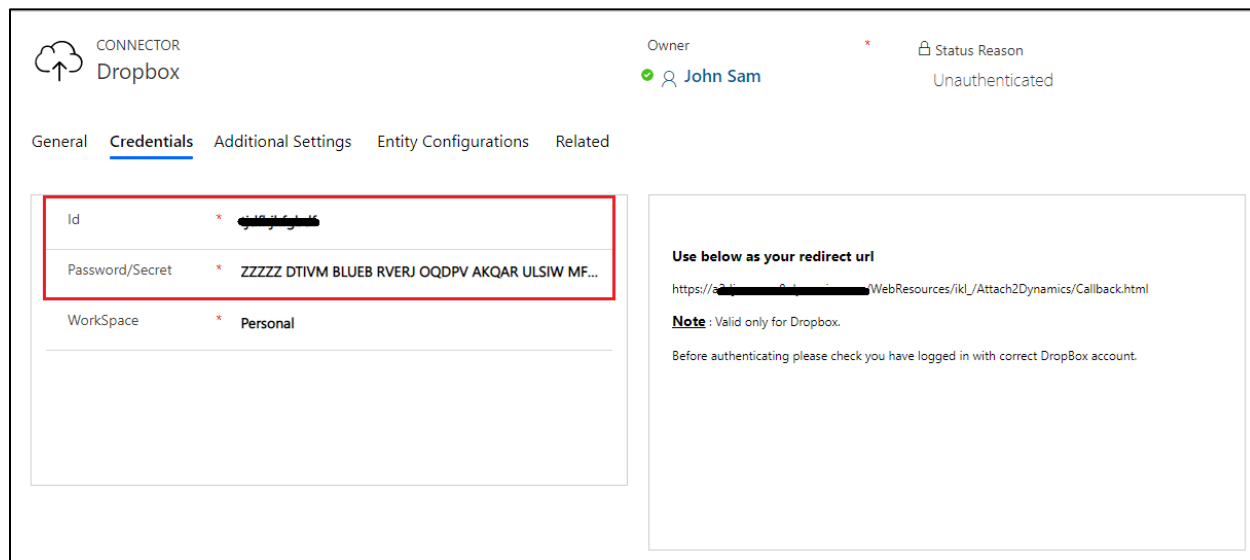 CONNECTOR
Dropbox
Owner *
John Sam
Status Reason
Unauthenticated
General Credentials Additional Settings Entity Configurations Related
Id *
Password/Secret * ZZZZZ DTIVM BLUEB RVERJ OQDPV AKQAR ULSIW MF...
WorkSpace * Personal
Use below as your redirect url
https://a /WebResources/ikl_/Attach2Dynamics/Callback.html
Note : Valid only for Dropbox.
Before authenticating please check you have logged in with correct DropBox account.